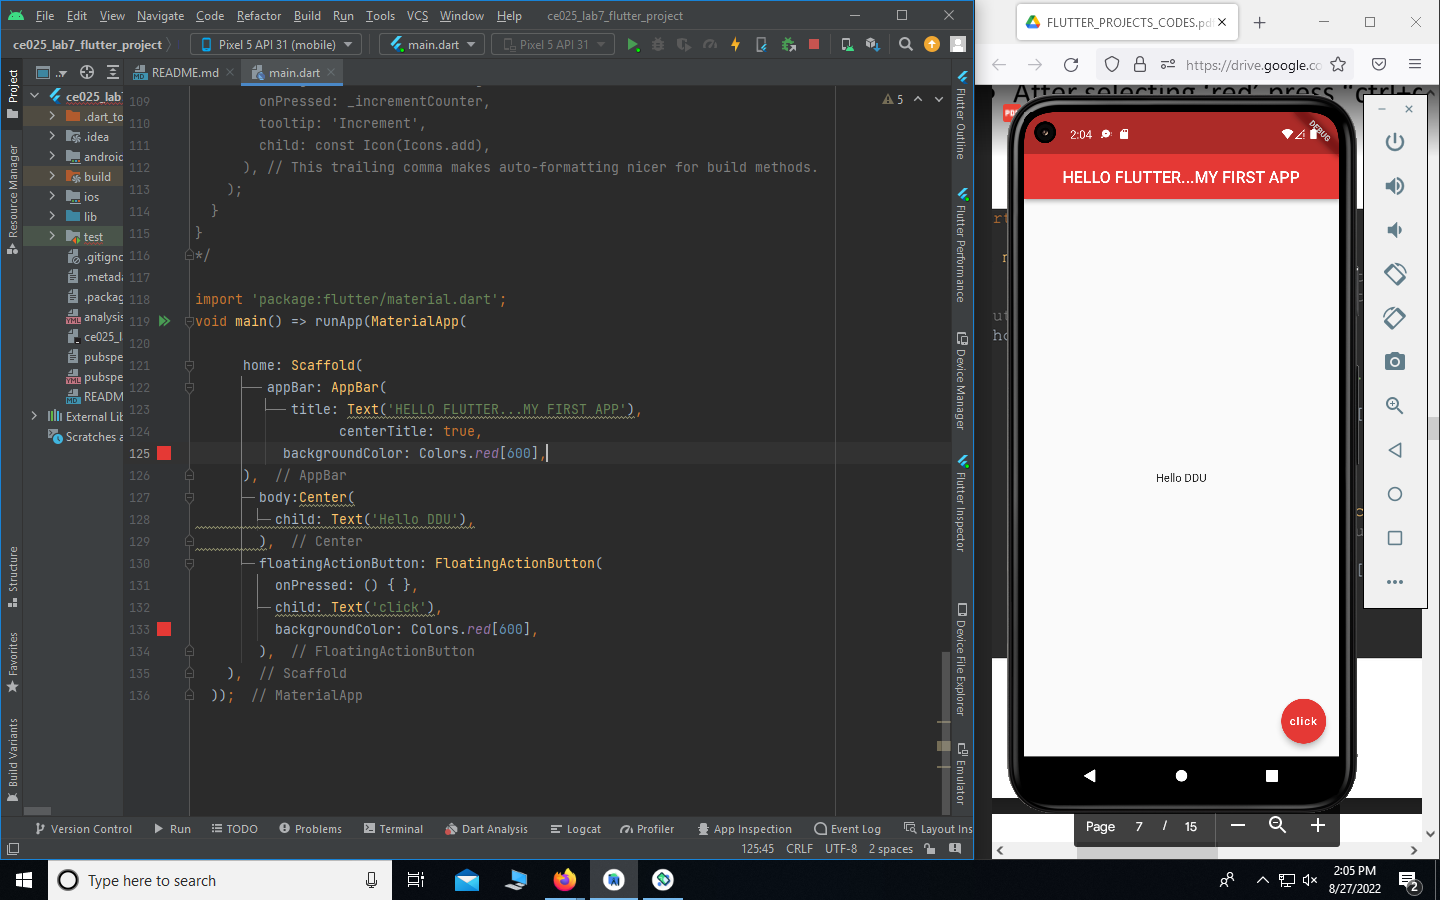 File Edit View Navigate Code Refactor Build Run Tools VCS Window Help ce025_lab7_flutter_project
ce025_lab7_flutter_project
Pixel 5 API 31 (mobile)
main.dart
Pixel 5 API 31
README.md
main.dart
Project
Resource Manager
Structure
Favorites
Build Variants
ce025_lab7
.dart_to
.idea
android
build
ios
lib
test
.gitigno
.metada
.package
analysis
ce025_l
pubspe
pubspe
README
External Lib
Scratches a
5
109 onPressed: _incrementCounter,
110 tooltip: 'Increment',
111 child: const Icon(Icons.add),
112 ), // This trailing comma makes auto-formatting nicer for build methods.
113 );
114 }
115 }
116 */
117
118 import 'package:flutter/material.dart';
119 void main() => runApp(MaterialApp(
120
121 home: Scaffold(
122 appBar: AppBar(
123 title: Text('HELLO FLUTTER...MY FIRST APP'),
124 centerTitle: true,
125 backgroundColor: Colors.red[600],
126 ), // AppBar
127 body:Center(
128 child: Text('Hello DDU'),
129 ), // Center
130 floatingActionButton: FloatingActionButton(
131 onPressed: () { },
132 child: Text('click'),
133 backgroundColor: Colors.red[600],
134 ), // FloatingActionButton
135 ), // Scaffold
136 )); // MaterialApp
Flutter Outline
Flutter Performance
Device Manager
Flutter Inspector
Device File Explorer
Emulator
Version Control Run TODO Problems Terminal Dart Analysis Logcat Profiler App Inspection Event Log Layout Ins
125:45 CRLF UTF-8 2 spaces
FLUTTER_PROJECTS_CODES.pd
https://drive.google.co
After selecting 'red' press "ctrl+c
2:04
DEBUG
HELLO FLUTTER...MY FIRST APP
Hello DDU
click
Page 7 / 15
Type here to search
2:05 PM
8/27/2022
2